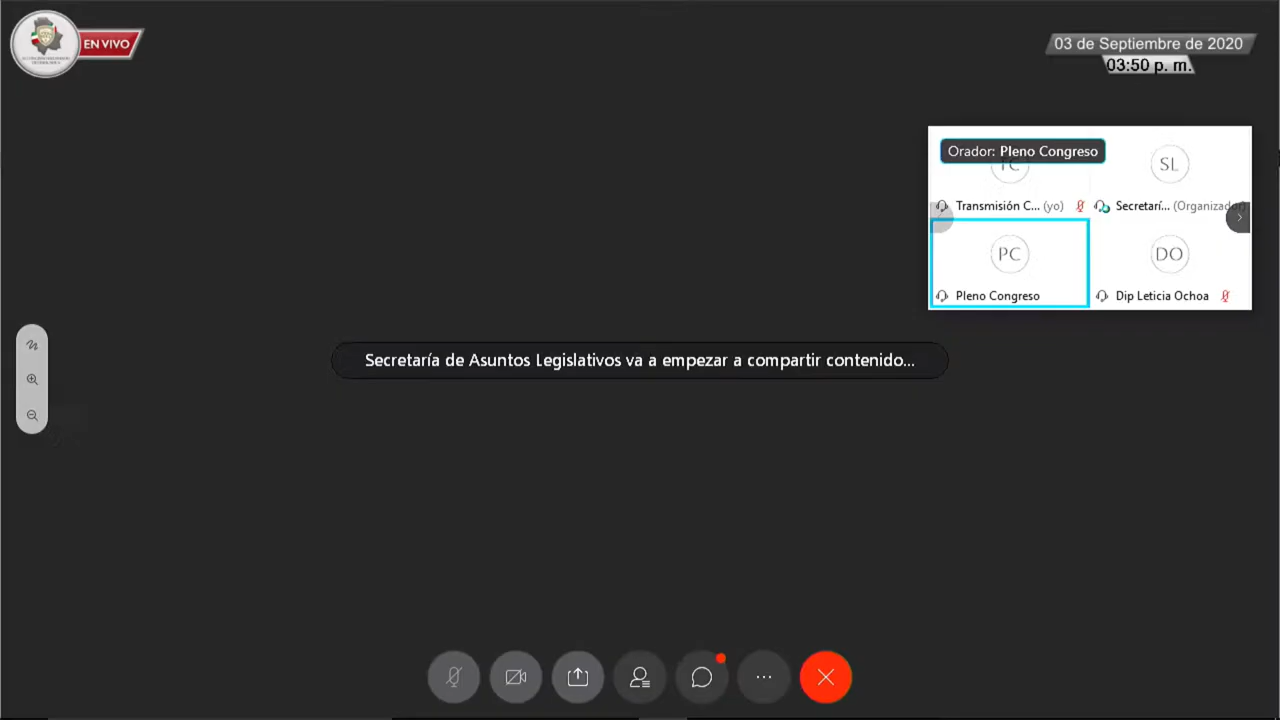 EN VIVO
03 de Septiembre de 2020
03:50 p. m.
Orador: Pleno Congreso
SL
Transmisión C... (yo)
Secretarí... (Organizador)
PC
DO
Pleno Congreso
Dip Leticia Ochoa
Secretaría de Asuntos Legislativos va a empezar a compartir contenido...